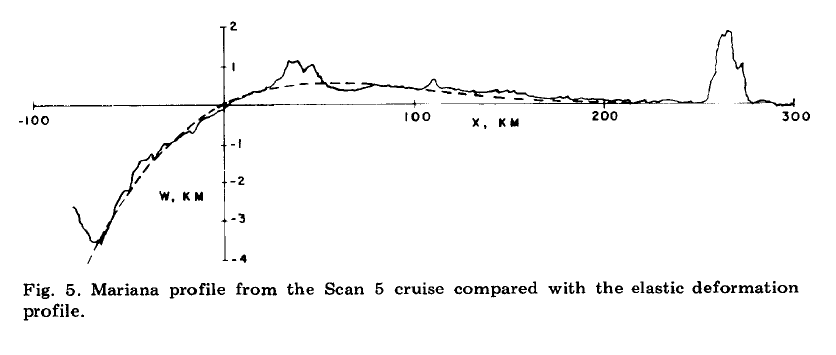 2
1
-100
100
200
300
X, KM
-1
-2
W, KM
-3
-4
Fig. 5. Mariana profile from the Scan 5 cruise compared with the elastic deformation
profile.